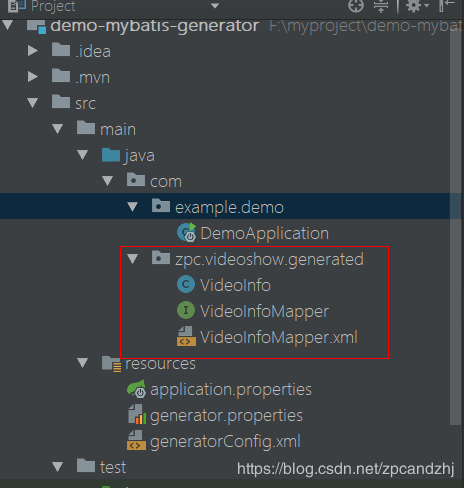 Project
demo-mybatis-generator F:\myproject\demo-mybat
.idea
.mvn
src
main
java
com
example.demo
DemoApplication
zpc.videoshow.generated
VideoInfo
VideoInfoMapper
VideoInfoMapper.xml
resources
application.properties
generator.properties
generatorConfig.xml
test
https://blog.csdn.net/zpcandzhj